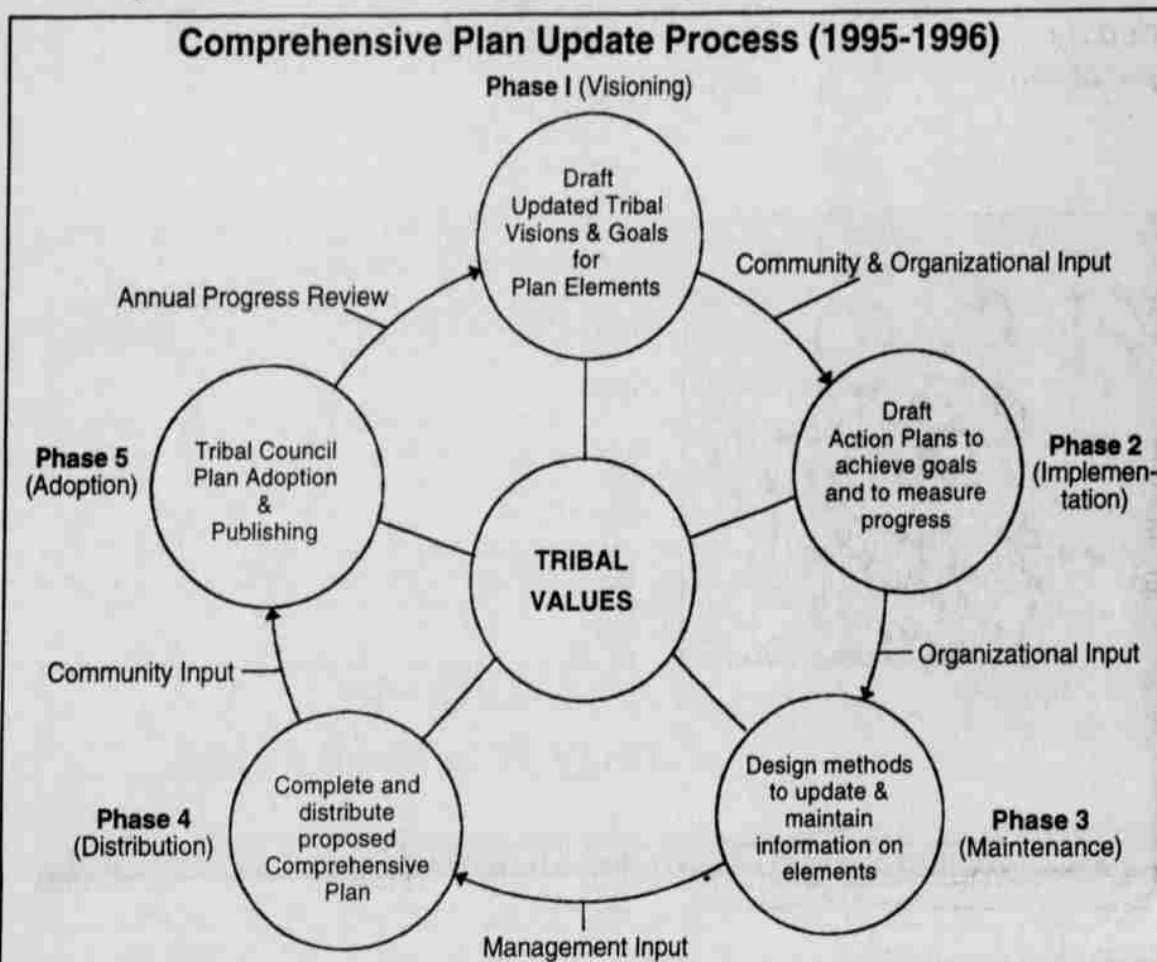 Comprehensive Plan Update Process (1995-1996)
Phase I (Visioning)
Draft
Updated Tribal
Visions & Goals
for
Plan Elements
Community & Organizational Input
Annual Progress Review
Draft
Action Plans to
achieve goals
and to measure
progress
Phase 2
(Implemen-
tation)
Phase 5
(Adoption)
Tribal Council
Plan Adoption
&
Publishing
TRIBAL
VALUES
Organizational Input
Community Input
Design methods
to update &
maintain
information on
elements
Phase 3
(Maintenance)
Phase 4
(Distribution)
Complete and
distribute
proposed
Comprehensive
Plan
Management Input